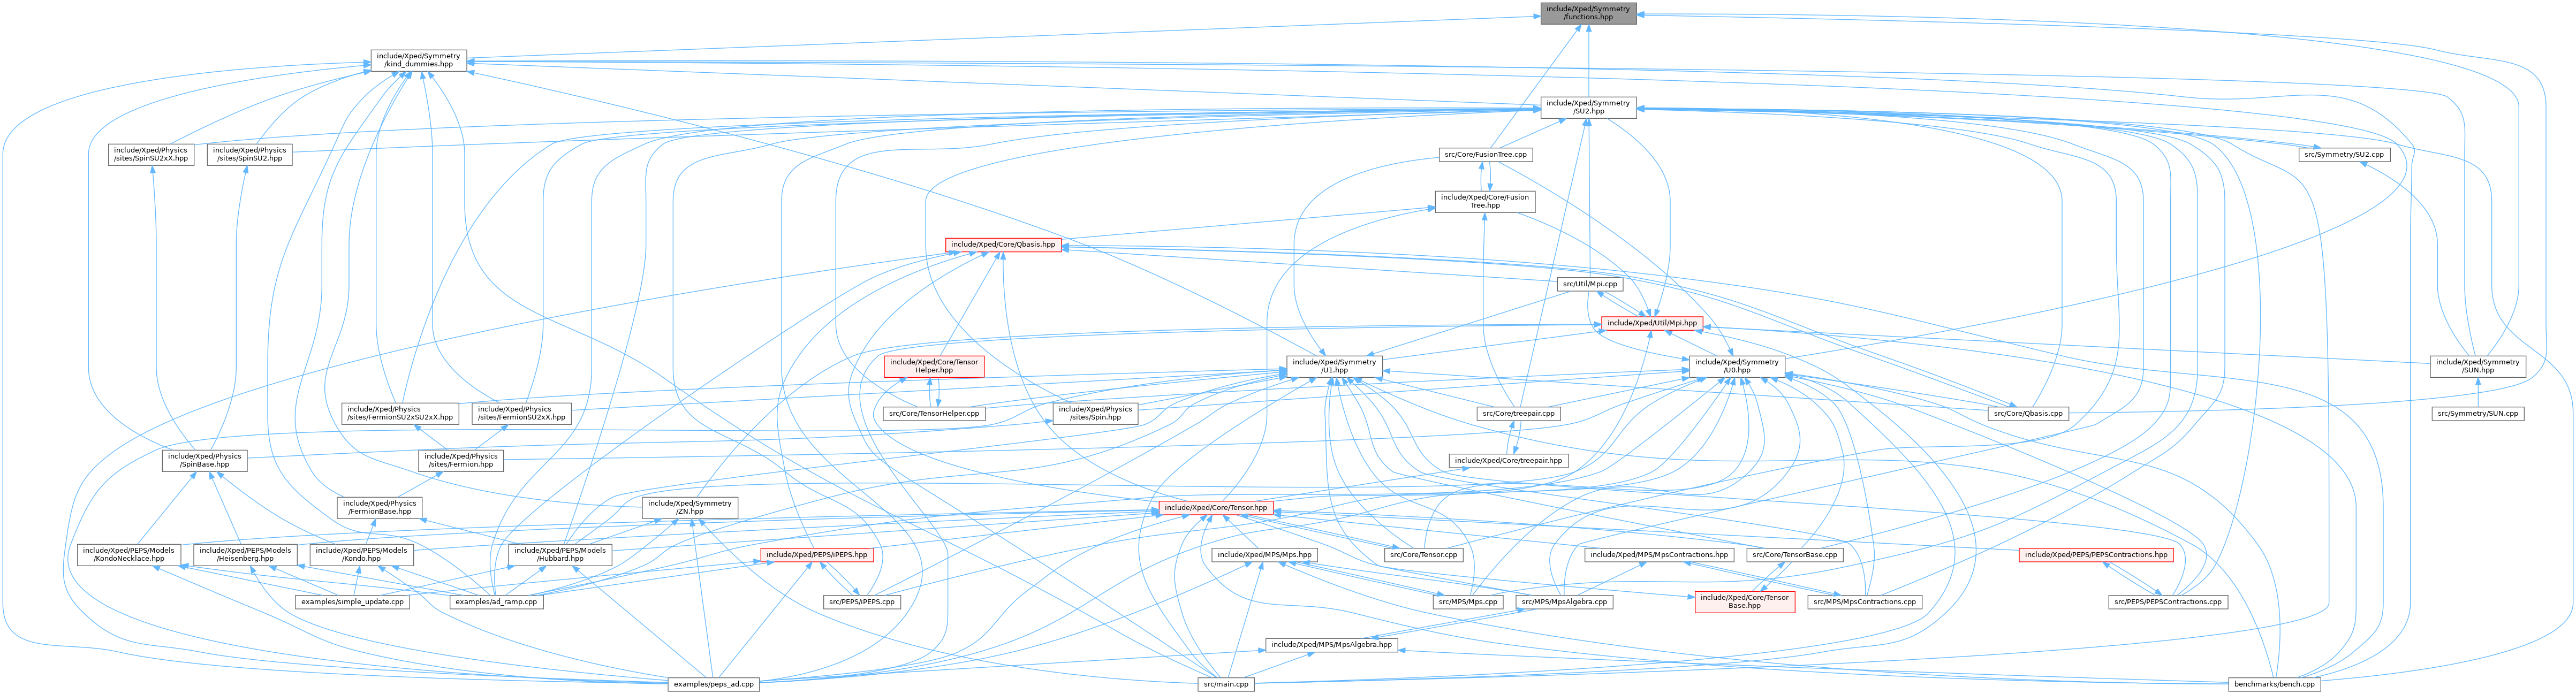 include/Xped/Symmetry
/functions.hpp
include/Xped/Symmetry
/kind_dummies.hpp
include/Xped/Symmetry
/SU2.hpp
include/Xped/Physics
/sites/SpinSU2xX.hpp
include/Xped/Physics
/sites/SpinSU2.hpp
src/Core/FusionTree.cpp
src/Symmetry/SU2.cpp
include/Xped/Core/Fusion
Tree.hpp
include/Xped/Core/Qbasis.hpp
src/Util/Mpi.cpp
include/Xped/Util/Mpi.hpp
include/Xped/Core/Tensor
Helper.hpp
include/Xped/Symmetry
/U1.hpp
include/Xped/Symmetry
/U0.hpp
include/Xped/Symmetry
/SUN.hpp
include/Xped/Physics
/sites/FermionSU2xSU2xX.hpp
include/Xped/Physics
/sites/FermionSU2xX.hpp
src/Core/TensorHelper.cpp
include/Xped/Physics
/sites/Spin.hpp
src/Core/treepair.cpp
src/Core/Qbasis.cpp
src/Symmetry/SUN.cpp
include/Xped/Physics
/SpinBase.hpp
include/Xped/Physics
/sites/Fermion.hpp
include/Xped/Core/treepair.hpp
include/Xped/Physics
/FermionBase.hpp
include/Xped/Symmetry
/ZN.hpp
include/Xped/Core/Tensor.hpp
include/Xped/PEPS/Models
/KondoNecklace.hpp
include/Xped/PEPS/Models
/Heisenberg.hpp
include/Xped/PEPS/Models
/Kondo.hpp
include/Xped/PEPS/Models
/Hubbard.hpp
include/Xped/PEPS/iPEPS.hpp
include/Xped/MPS/Mps.hpp
src/Core/Tensor.cpp
include/Xped/MPS/MpsContractions.hpp
src/Core/TensorBase.cpp
include/Xped/PEPS/PEPSContractions.hpp
examples/simple_update.cpp
examples/ad_ramp.cpp
src/PEPS/iPEPS.cpp
src/MPS/Mps.cpp
src/MPS/MpsAlgebra.cpp
include/Xped/Core/Tensor
Base.hpp
src/MPS/MpsContractions.cpp
src/PEPS/PEPSContractions.cpp
include/Xped/MPS/MpsAlgebra.hpp
examples/peps_ad.cpp
src/main.cpp
benchmarks/bench.cpp